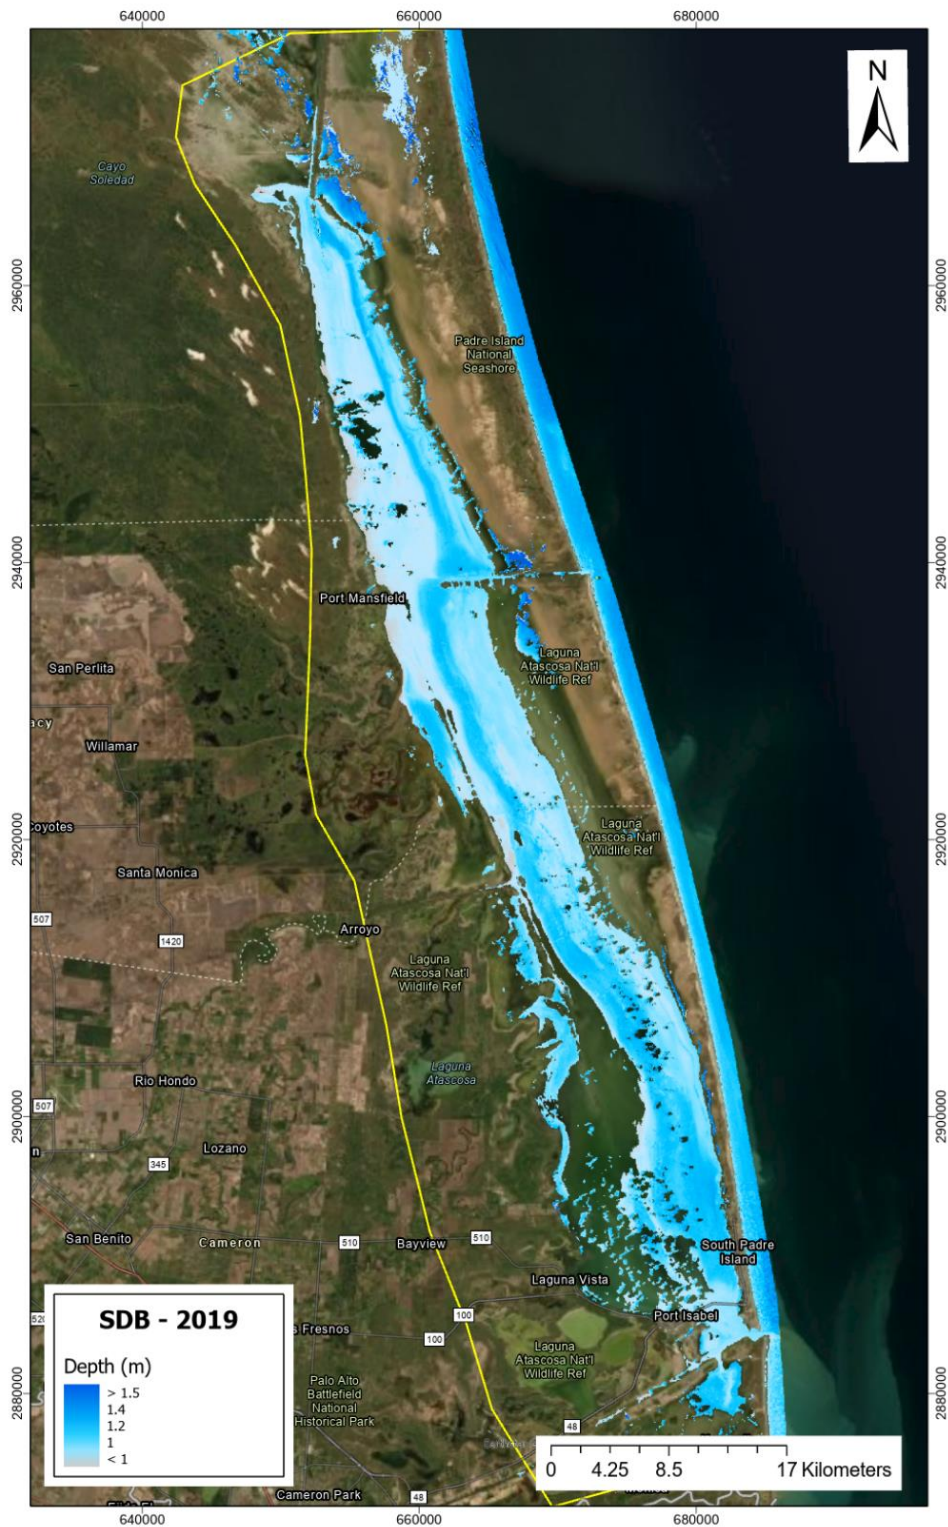 640000
660000
680000
N
Cayo
Soledad
2960000
2960000
Padre Island
National
Seashore
2940000
2940000
Port Mansfield
San Perlita
Laguna
Atascosa Nat'l
Wildlife Ref
acy
Willamar
Coyotes
Laguna
Atascosa Nat'l
Wildlife Ref
2920000
2920000
Santa Monica
507
1420
Arroyo
Laguna
Atascosa Nat'l
Wildlife Ref
Laguna
Atascosa
Rio Hondo
507
2900000
2900000
n
345
Lozano
San Benito
Cameron
510
Bayview
510
South Padre
Island
Laguna Vista
SDB - 2019
520
s Fresnos
100
100
Port Isabel
Depth (m)
> 1.5
1.4
1.2
1
< 1
Laguna
Atascosa Nat'l
Wildlife Ref
Palo Alto
Battlefield
National
Historical Park
2880000
2880000
48
0
4.25
8.5
17 Kilometers
Cameron Park
48
640000
660000
680000